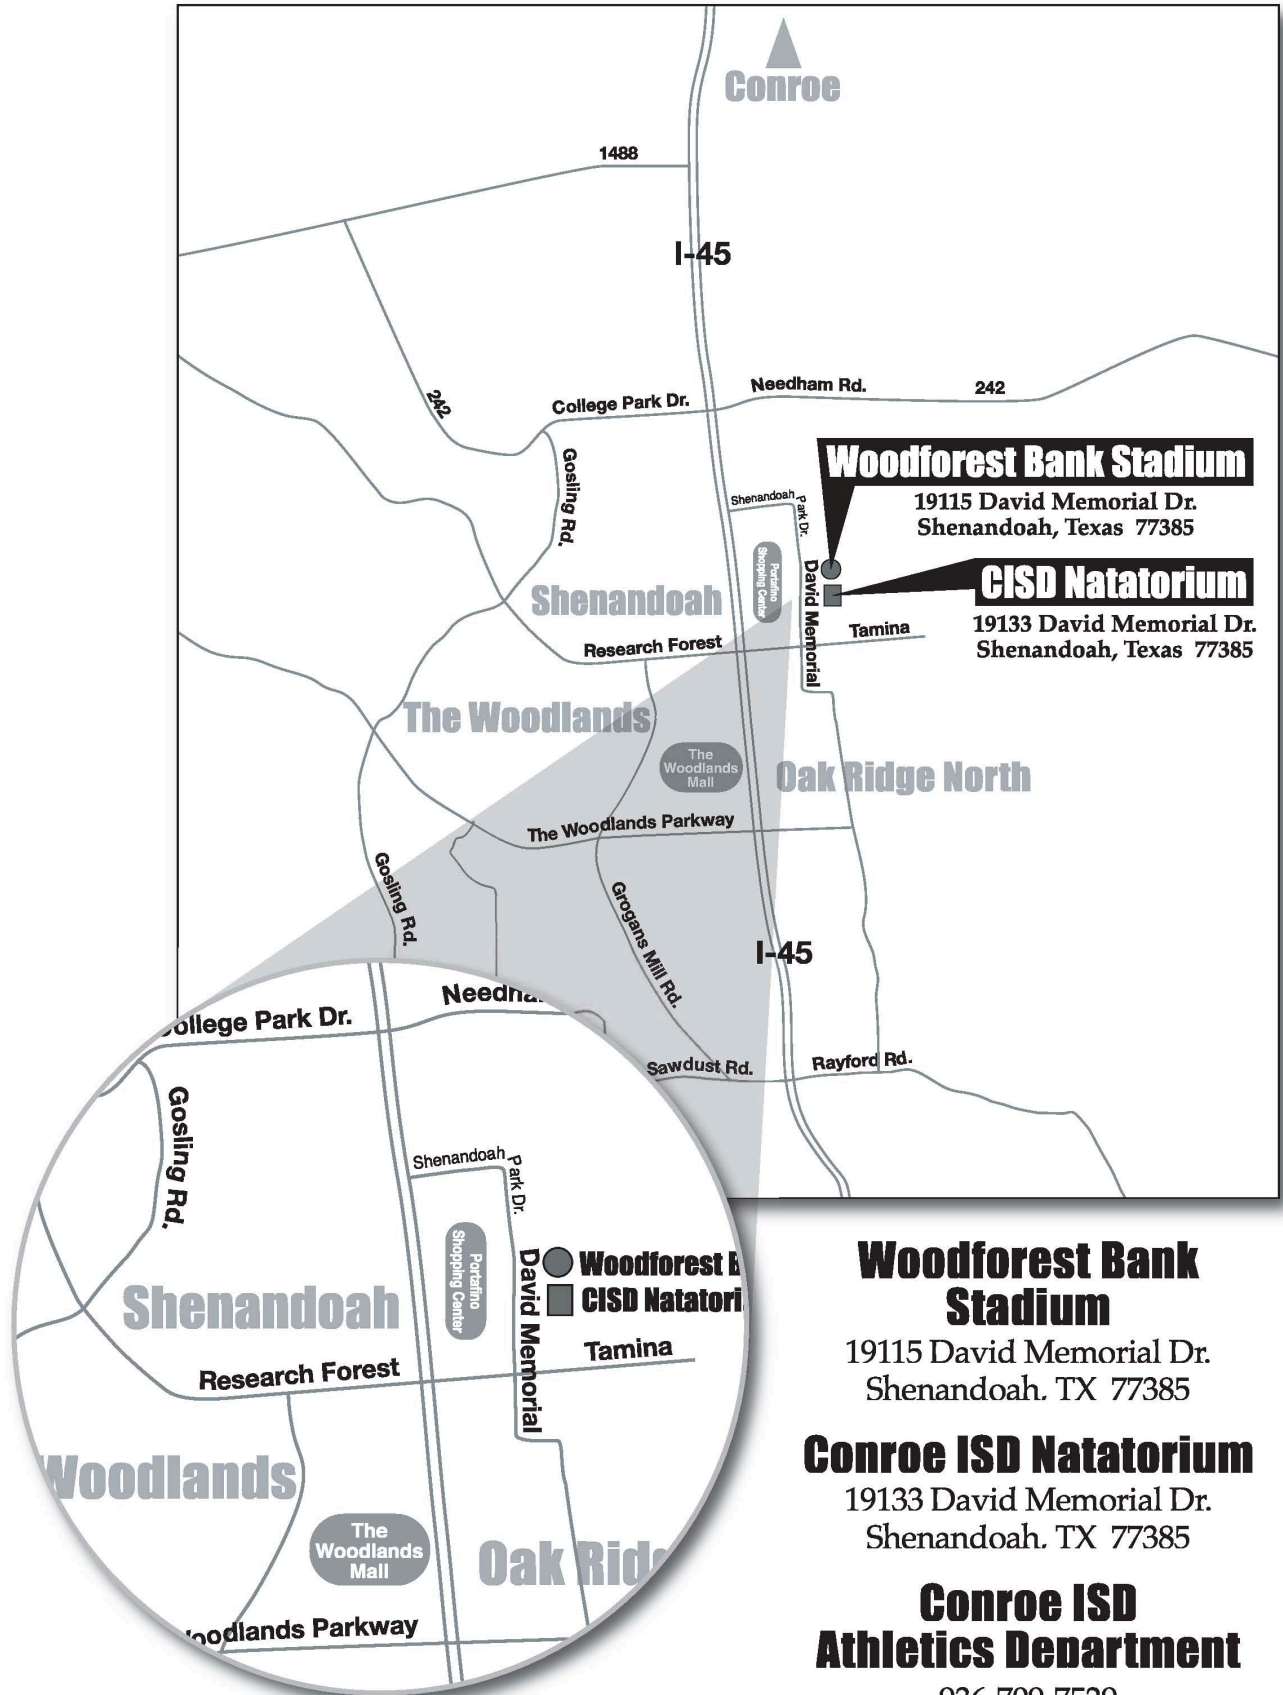 Conroe
1488
I-45
242
College Park Dr.
Needham Rd.
242
Gosling Rd.
Woodforest Bank Stadium
19115 David Memorial Dr.
Shenandoah, Texas 77385
Shenandoah Park Dr.
Portafino
Shopping Center
David Memorial
CISD Natatorium
19133 David Memorial Dr.
Shenandoah, Texas 77385
Shenandoah
Research Forest
Tamina
The Woodlands
The
Woodlands
Mall
Oak Ridge North
The Woodlands Parkway
Gosling Rd.
Grogans Mill Rd.
I-45
Sawdust Rd.
Rayford Rd.
ollege Park Dr.
Needha
Gosling Rd.
Shenandoah Park Dr.
Portafino
Shopping Center
David Memorial
Woodforest B
CISD Natatori
Shenandoah
Research Forest
Tamina
Woodlands
The
Woodlands
Mall
Oak Rid
oodlands Parkway
Woodforest Bank
Stadium
19115 David Memorial Dr.
Shenandoah. TX 77385
Conroe ISD Natatorium
19133 David Memorial Dr.
Shenandoah. TX 77385
Conroe ISD
Athletics Department